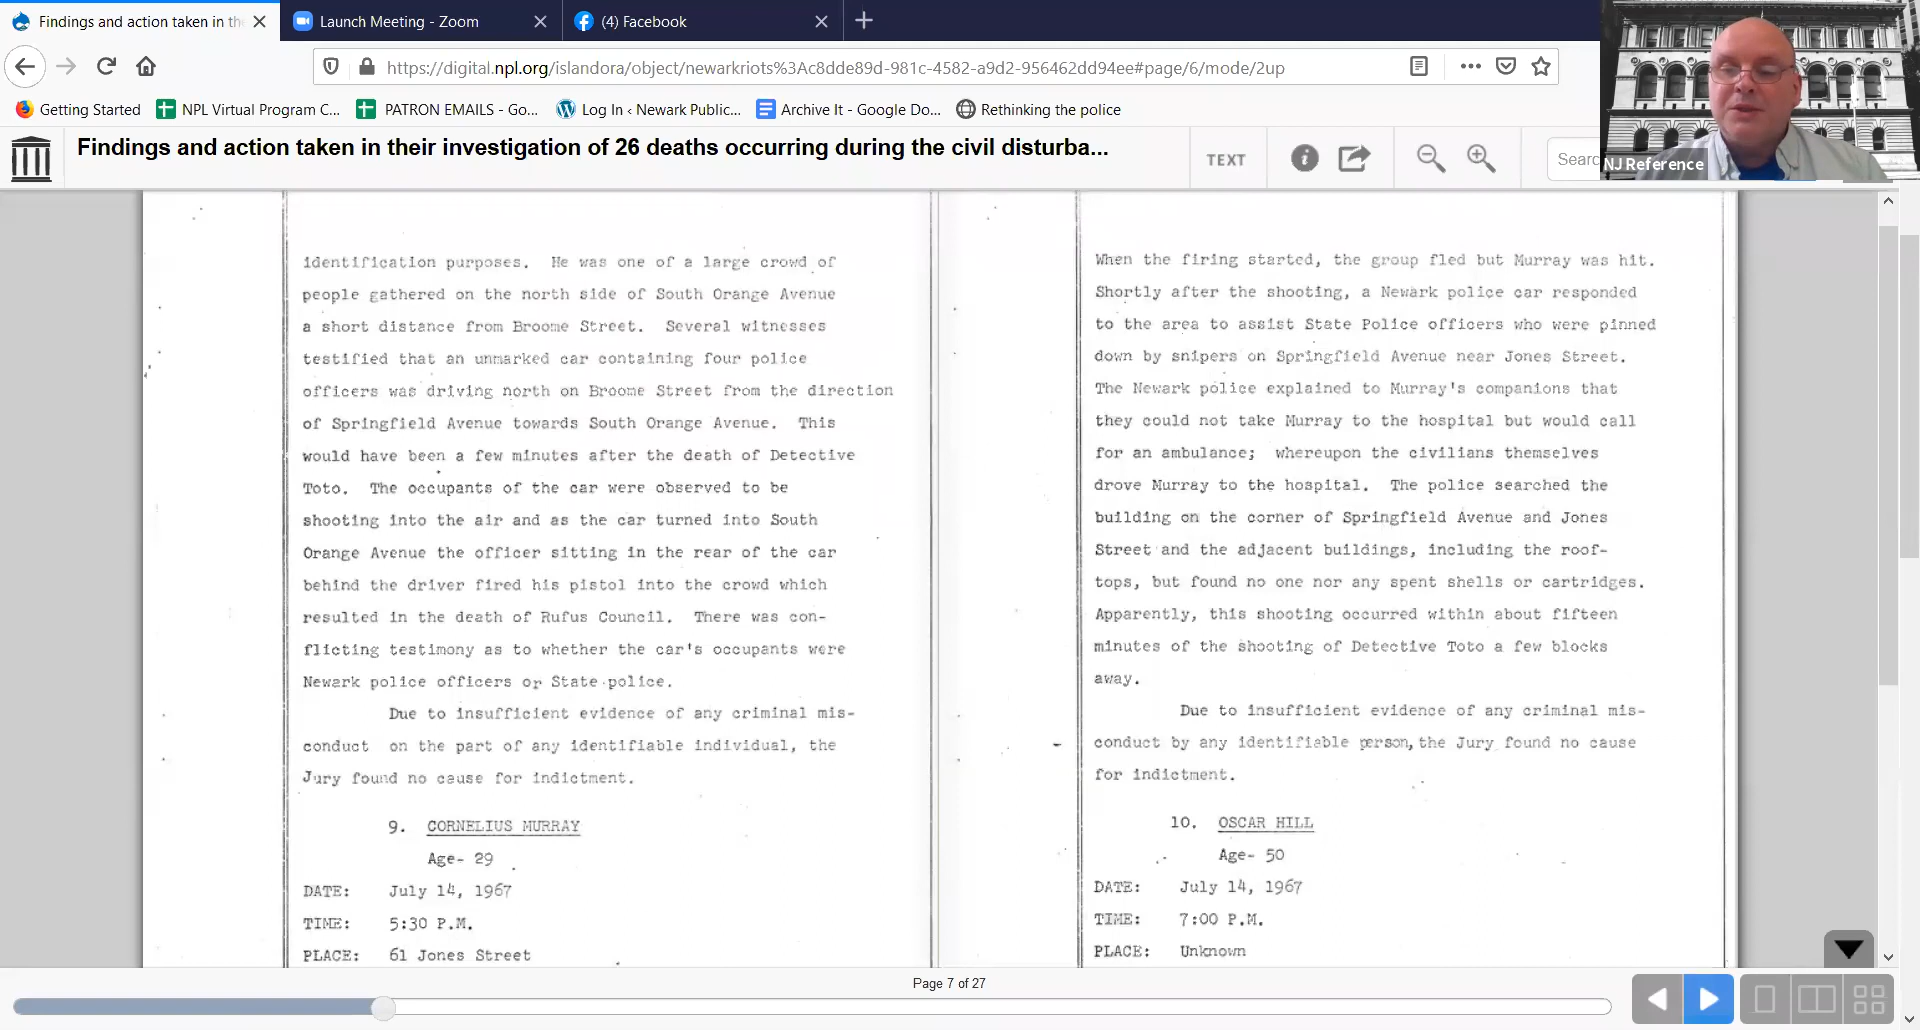 Findings and action taken in th
Launch Meeting - Zoom
(4) Facebook
https://digital.npl.org/islandora/object/newarkriots%3Ac8dde89d-981c-4582-a9d2-956462dd94ee#page/6/mode/2up
Getting Started
NPL Virtual Program C...
PATRON EMAILS - Go...
Log In ‹ Newark Public...
Archive It - Google Do...
Rethinking the police
Findings and action taken in their investigation of 26 deaths occurring during the civil disturba...
TEXT
Searc
NJ Reference
identification purposes. He was one of a large crowd of
people gathered on the north side of South Orange Avenue
a short distance from Broome Street. Several witnesses
testified that an unmarked car containing four police
officers was driving north on Broome Street from the direction
of Springfield Avenue towards South Orange Avenue. This
would have been a few minutes after the death of Detective
Toto. The occupants of the car were observed to be
shooting into the air and as the car turned into South
Orange Avenue the officer sitting in the rear of the car
behind the driver fired his pistol into the crowd which
resulted in the death of Rufus Council. There was con-
flicting testimony as to whether the car's occupants were
Newark police officers or State police.
Due to insufficient evidence of any criminal mis-
conduct on the part of any identifiable individual, the
Jury found no cause for indictment.
9. CORNELIUS MURRAY
Age- 29
DATE: July 14, 1967
TIME: 5:30 P.M.
PLACE: 61 Jones Street
When the firing started, the group fled but Murray was hit.
Shortly after the shooting, a Newark police car responded
to the area to assist State Police officers who were pinned
down by snipers on Springfield Avenue near Jones Street.
The Newark police explained to Murray's companions that
they could not take Murray to the hospital but would call
for an ambulance; whereupon the civilians themselves
drove Murray to the hospital. The police searched the
building on the corner of Springfield Avenue and Jones
Street and the adjacent buildings, including the roof-
tops, but found no one nor any spent shells or cartridges.
Apparently, this shooting occurred within about fifteen
minutes of the shooting of Detective Toto a few blocks
away.
Due to insufficient evidence of any criminal mis-
conduct by any identifiable person, the Jury found no cause
for indictment.
10. OSCAR HILL
Age- 50
DATE: July 14, 1967
TIME: 7:00 P.M.
PLACE: Unknown
Page 7 of 27